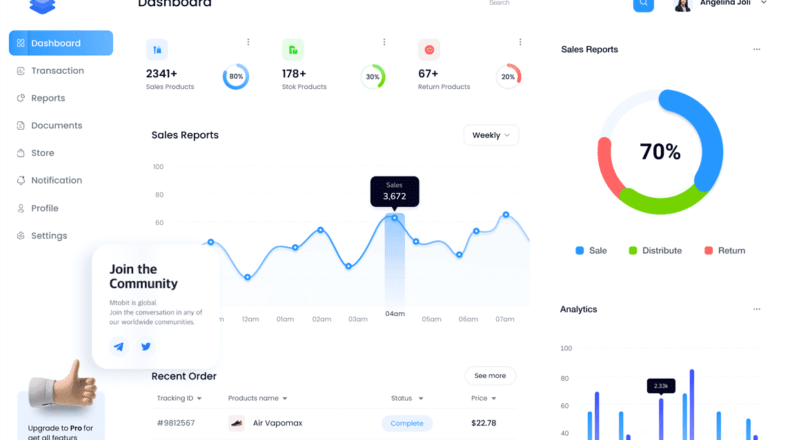 Dashboard
Search
Angelina Joli
Dashboard
Transaction
Reports
Documents
Store
Notification
Profile
Settings
2341+
Sales Products
80%
178+
Stok Products
30%
67+
Return Products
20%
Sales Reports
Weekly
100
80
60
Sales
3,672
12am
01am
02am
03am
04am
05am
06am
07am
Join the
Community
Mtobit is global.
Join the conversation in any of
our worldwide communities.
Upgrade to Pro for
get all features
Recent Order
See more
Tracking ID
Products name
Status
Price
#9812567
Air Vapomax
Complete
$22.78
Sales Reports
70%
Sale
Distribute
Return
Analytics
100
80
60
40
2.33k